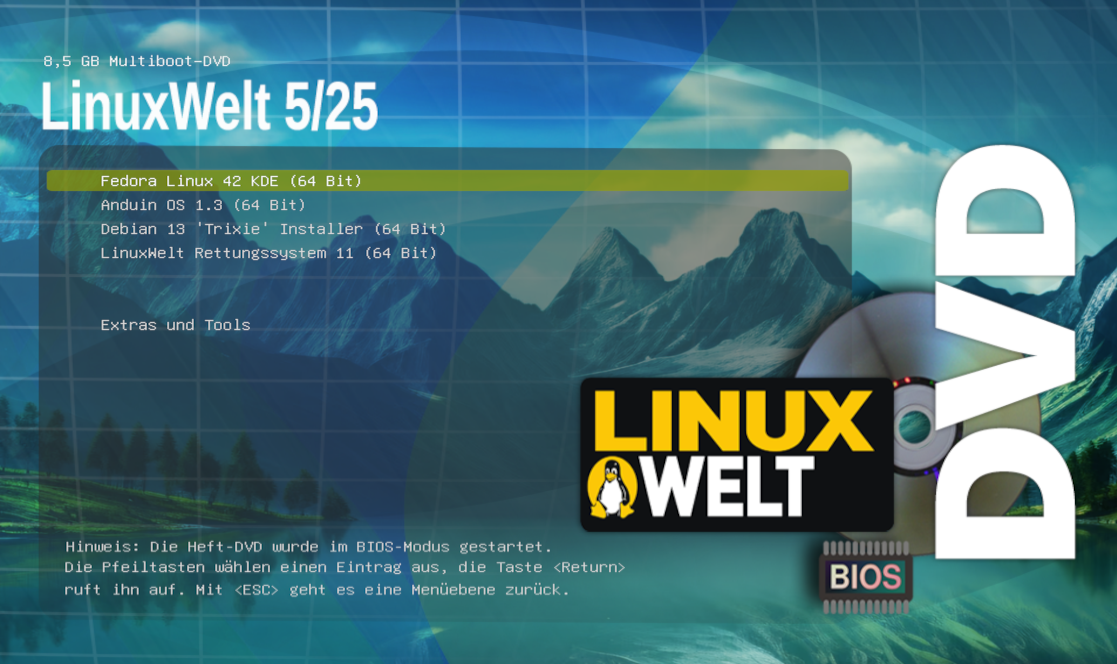 8,5 GB Multiboot-DVD
LinuxWelt 5/25
Fedora Linux 42 KDE (64 Bit)
Anduin OS 1.3 (64 Bit)
Debian 13 'Trixie' Installer (64 Bit)
LinuxWelt Rettungssystem 11 (64 Bit)
Extras und Tools
LINUX
WELT
DVD
Hinweis: Die Heft-DVD wurde im BIOS-Modus gestartet.
Die Pfeiltasten wählen einen Eintrag aus, die Taste <Return>
ruft ihn auf. Mit <ESC> geht es eine Menüebene zurück.
BIOS